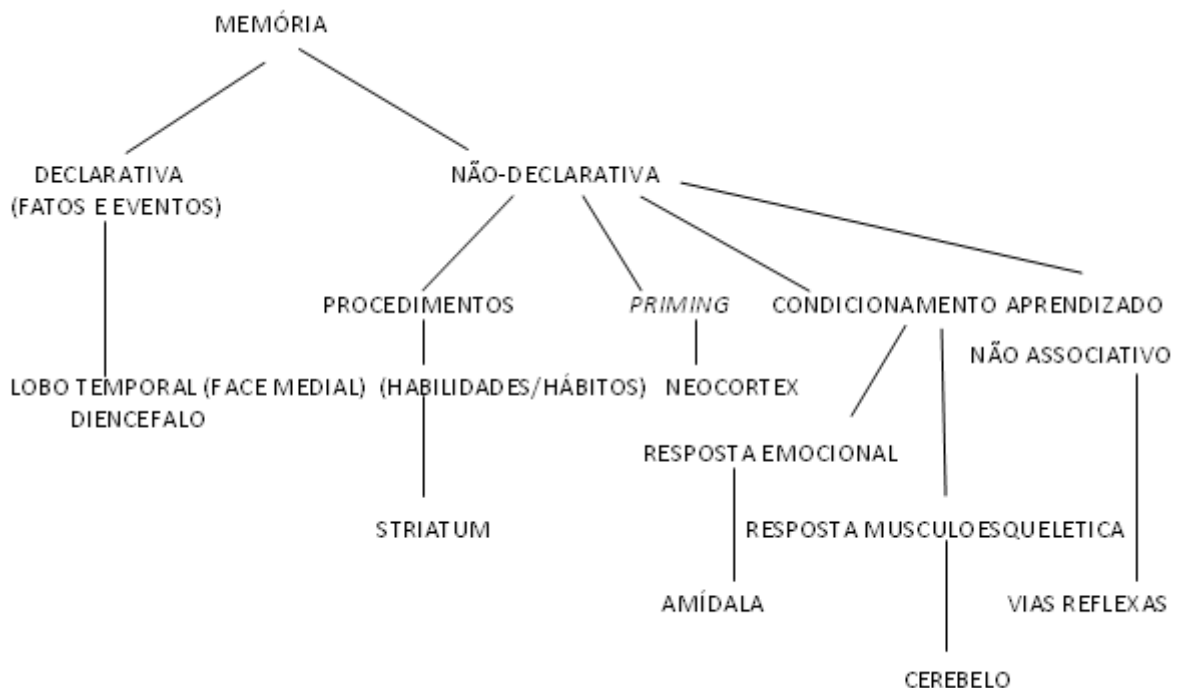 MEMÓRIA
DECLARATIVA
(FATOS E EVENTOS)
NÃO-DECLARATIVA
PROCEDIMENTOS
PRIMING
CONDICIONAMENTO
APRENDIZADO
NÃO ASSOCIATIVO
LOBO TEMPORAL (FACE MEDIAL)
DIENCEFALO
(HABILIDADES/HÁBITOS)
NEOCORTEX
RESPOSTA EMOCIONAL
STRIATUM
RESPOSTA MUSCULOESQUELETICA
AMÍDALA
VIAS REFLEXAS
CEREBELO